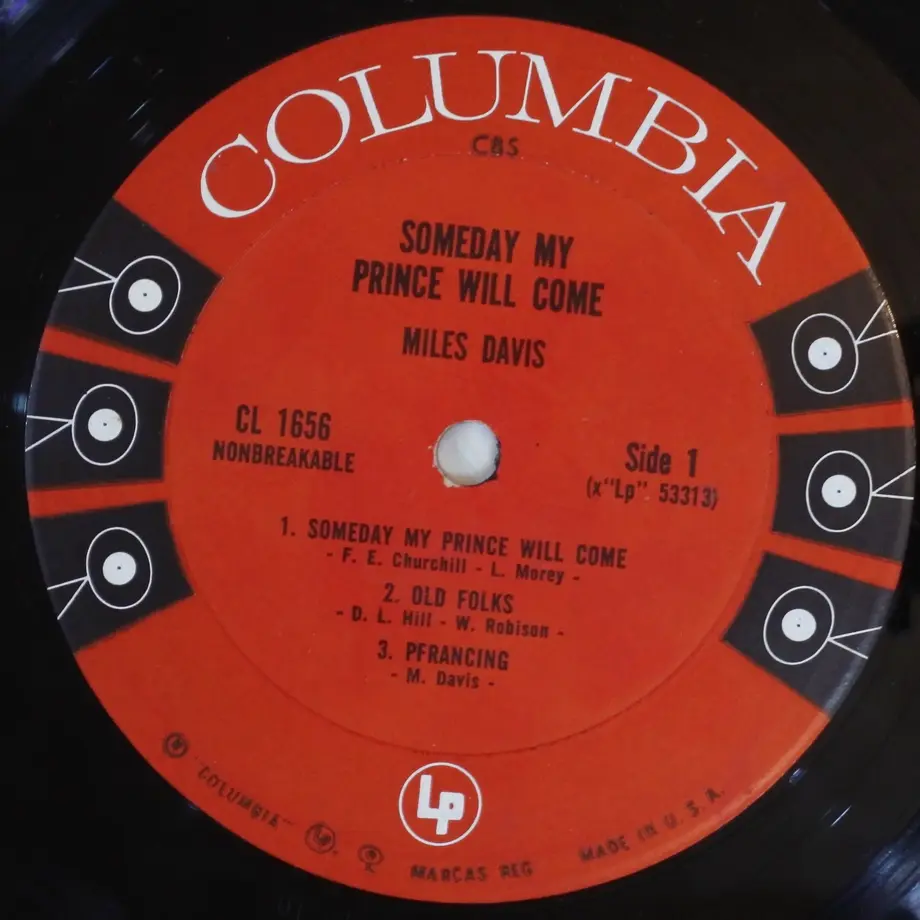 COLUMBIA
CBS
SOMEDAY MY
PRINCE WILL COME
MILES DAVIS
CL 1656
NONBREAKABLE
Side 1
(x"Lp" 53313)
1. SOMEDAY MY PRINCE WILL COME
- F. E. Churchill - L. Morey -
2. OLD FOLKS
- D. L. Hill - W. Robison -
3. PFRANCING
- M. Davis -
Lp
COLUMBIA
MARCAS REG
MADE IN U. S. A.